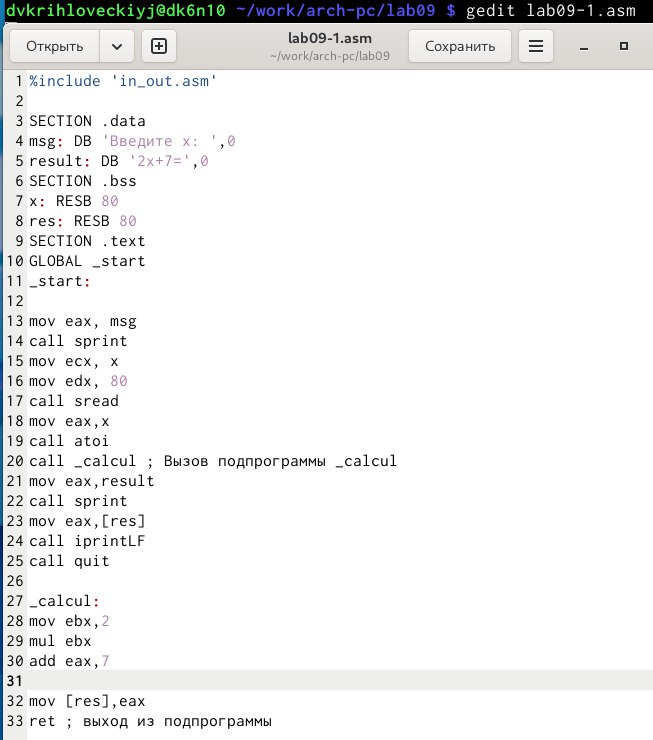 dvkrihloveckiyj@dk6n10 ~/work/arch-pc/lab09 $ gedit lab09-1.asm
Открыть lab09-1.asm Сохранить
~/work/arch-pc/lab09
1 %include 'in_out.asm'
2
3 SECTION .data
4 msg: DB 'Введите x: ',0
5 result: DB '2x+7=',0
6 SECTION .bss
7 x: RESB 80
8 res: RESB 80
9 SECTION .text
10 GLOBAL _start
11 _start:
12
13 mov eax, msg
14 call sprint
15 mov ecx, x
16 mov edx, 80
17 call sread
18 mov eax,x
19 call atoi
20 call _calcul ; Вызов подпрограммы _calcul
21 mov eax,result
22 call sprint
23 mov eax,[res]
24 call iprintLF
25 call quit
26
27 _calcul:
28 mov ebx,2
29 mul ebx
30 add eax,7
31
32 mov [res],eax
33 ret ; выход из подпрограммы